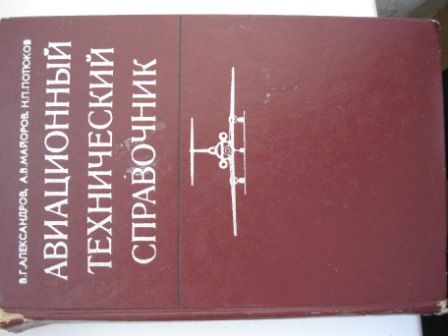 В.Г.АЛЕКСАНДРОВ, А.В.МАЙОРОВ, Н.П.ПОТЮКОВ
АВИАЦИОННЫЙ
ТЕХНИЧЕСКИЙ
СПРАВОЧНИК